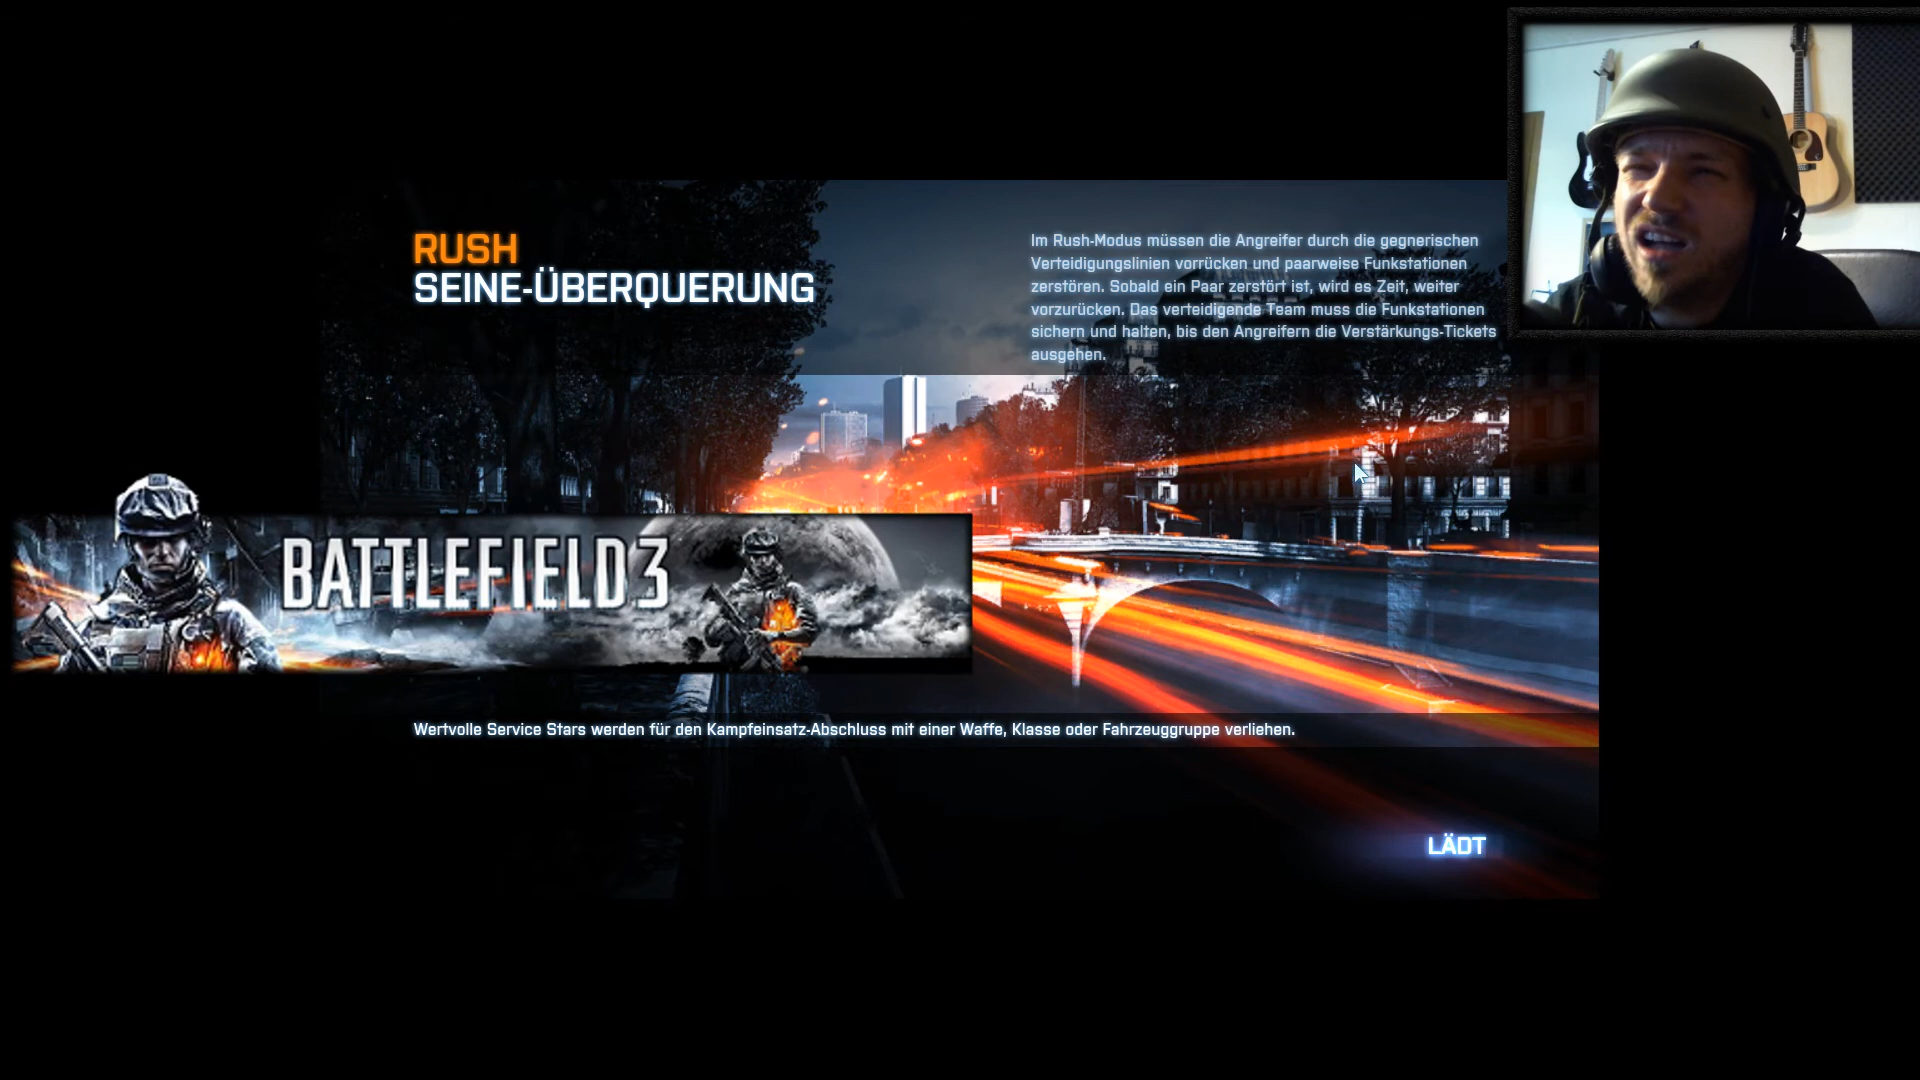 RUSH
SEINE-ÜBERQUERUNG
Im Rush-Modus müssen die Angreifer durch die gegnerischen
Verteidigungslinien vorrücken und paarweise Funkstationen
zerstören. Sobald ein Paar zerstört ist, wird es Zeit, weiter
vorzurücken. Das verteidigende Team muss die Funkstationen
sichern und halten, bis den Angreifern die Verstärkungs-Tickets
ausgehen.
BATTLEFIELD 3
Wertvolle Service Stars werden für den Kampfeinsatz-Abschluss mit einer Waffe, Klasse oder Fahrzeuggruppe verliehen.
LÄDT